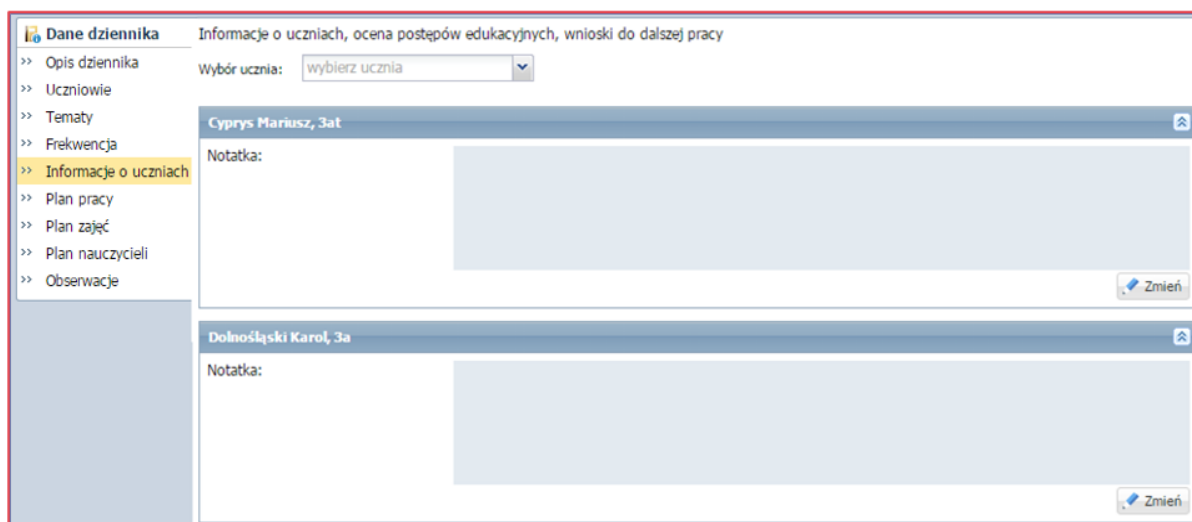 Dane dziennika
>> Opis dziennika
>> Uczniowie
>> Tematy
>> Frekwencja
>> Informacje o uczniach
>> Plan pracy
>> Plan zajęć
>> Plan nauczycieli
>> Obserwacje
Informacje o uczniach, ocena postępów edukacyjnych, wnioski do dalszej pracy
Wybór ucznia: wybierz ucznia
Cyprys Mariusz, 3at
Notatka:
Zmień
Dolnośląski Karol, 3a
Notatka:
Zmień